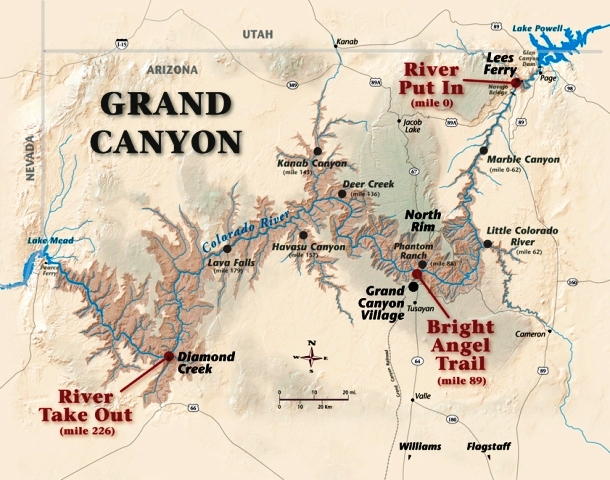 Lake Powell
UTAH
I-15
89
Kanab
Glen
Canyon
Dam
Lees
Ferry
ARIZONA
River
Put In
(mile 0)
Page
Navajo
Bridge
389
89A
98
GRAND
CANYON
Jacob
Lake
89A
89
NEVADA
Kanab Canyon
(mile 143)
Marble Canyon
(mile 0-62)
67
Deer Creek
(mile 136)
Colorado River
North
Rim
Little Colorado
River
(mile 62)
Lake Mead
Pearce
Ferry
Lava Falls
(mile 179)
Havasu Canyon
(mile 157)
Phantom
Ranch
(mile 88)
160
Grand
Canyon
Village
Tusayan
Bright
Angel
Trail
(mile 89)
Cameron
N
W
E
S
Diamond
Creek
Grand Canyon Railroad
64
89
River
Take Out
(mile 226)
0
10
20 mi.
0
20 Km
66
Valle
180
Williams
Flagstaff